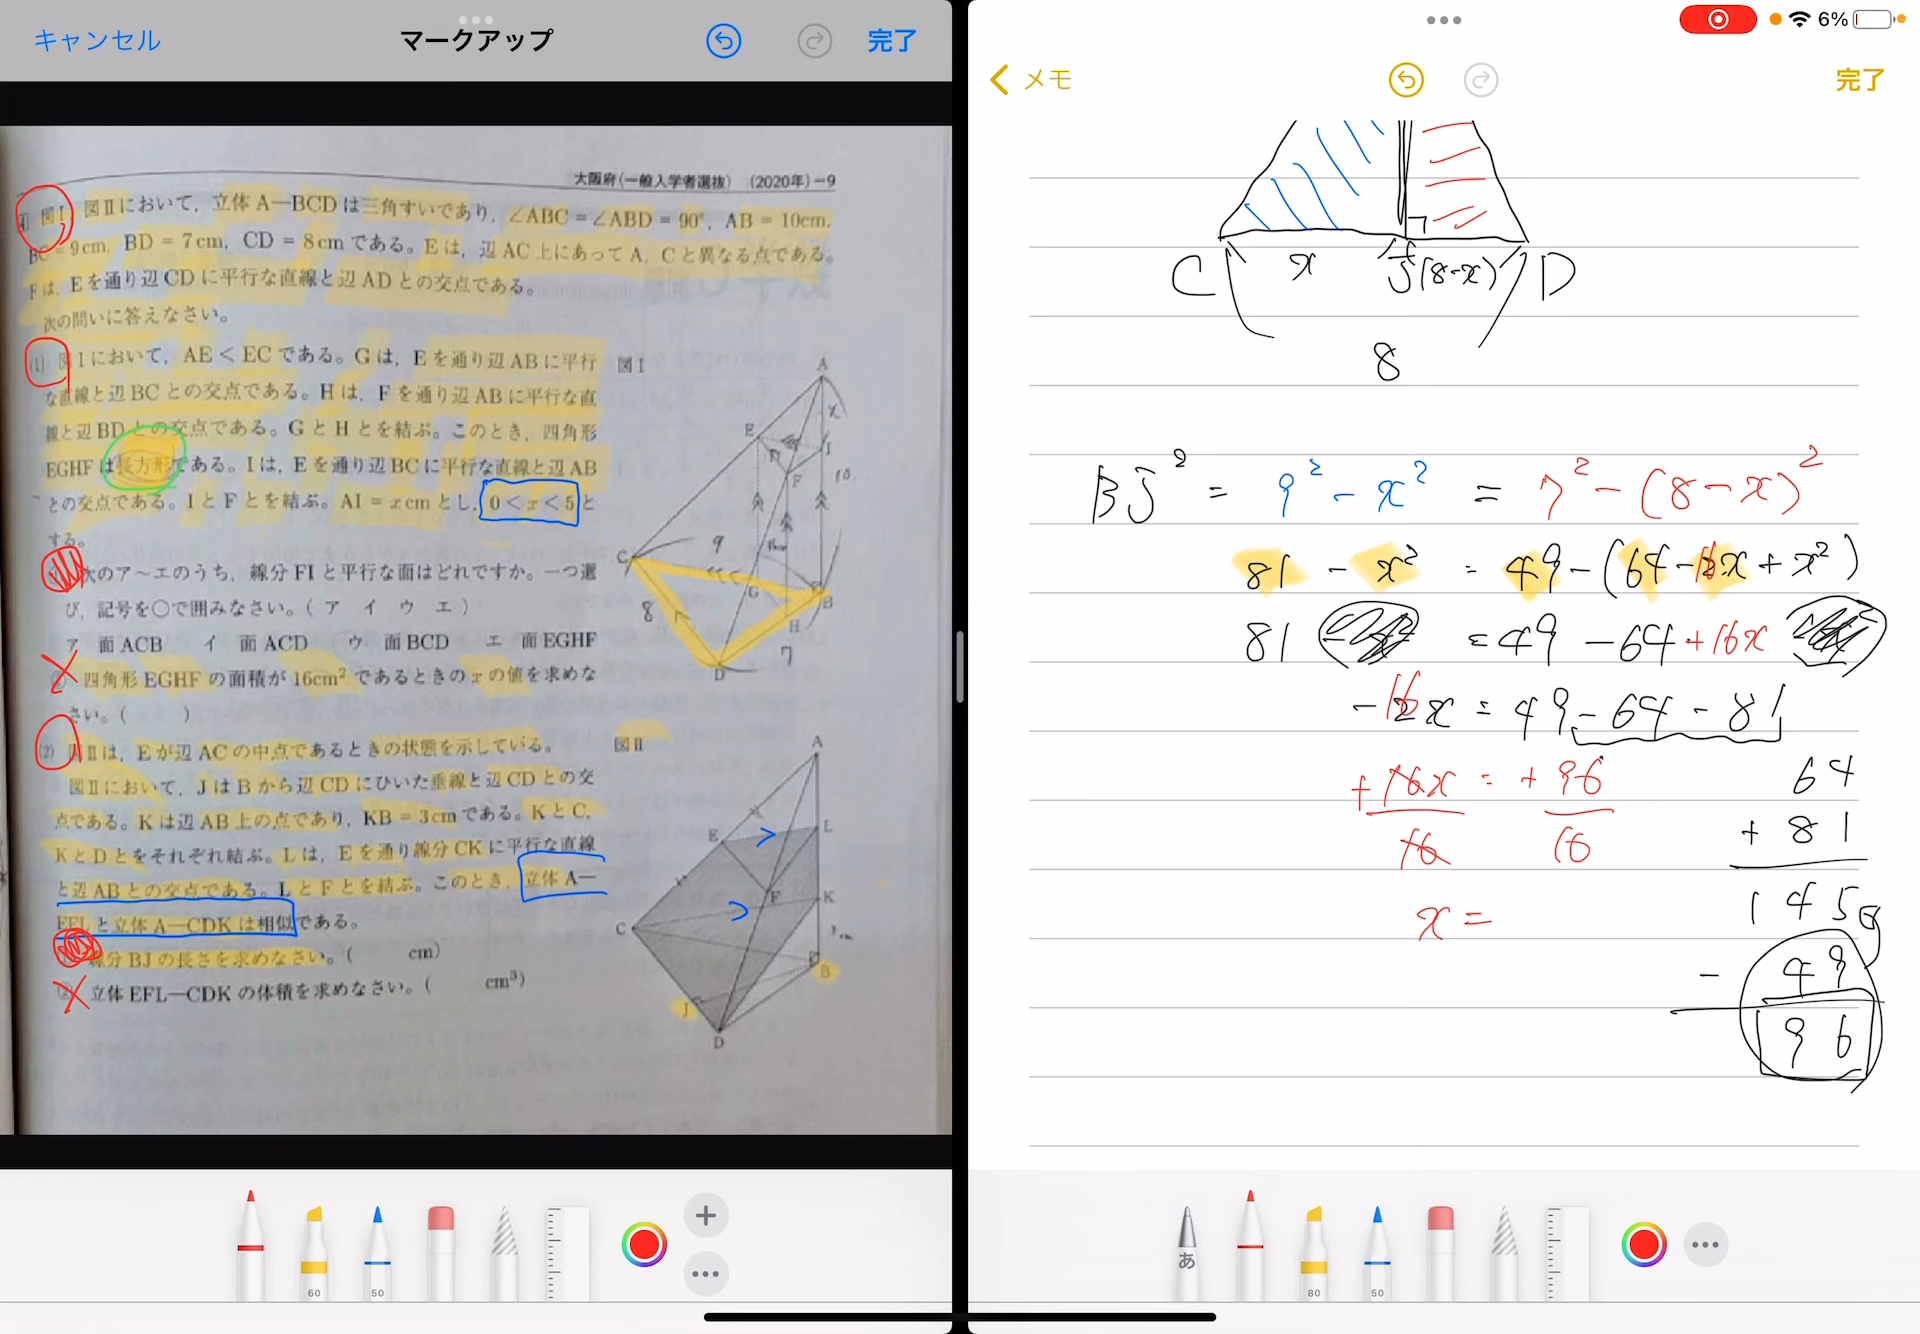 キャンセル
マークアップ
完了
大阪府(一般入学者選抜) (2020年)－9
4 図Ⅰ, 図Ⅱにおいて, 立体A―BCDは三角すいであり, ∠ABC = ∠ABD = 90°, AB = 10cm,
BC = 9cm, BD = 7cm, CD = 8cmである。Eは, 辺AC上にあってA, Cと異なる点である。
Fは, Eを通り辺CDに平行な直線と辺ADとの交点である。
次の問いに答えなさい。
(1) 図Ⅰにおいて, AE < ECである。Gは, Eを通り辺ABに平行
な直線と辺BCとの交点である。Hは, Fを通り辺ABに平行な直
線と辺BDとの交点である。GとHとを結ぶ。このとき, 四角形
EGHFは長方形である。Iは, Eを通り辺BCに平行な直線と辺AB
との交点である。IとFとを結ぶ。AI = xcmとし, 0 < x < 5と
する。
次のア～エのうち, 線分FIと平行な面はどれですか。一つ選
び, 記号を○で囲みなさい。( ア イ ウ エ )
ア 面ACB イ 面ACD ウ 面BCD エ 面EGHF
② 四角形EGHFの面積が16cm²であるときのxの値を求めな
さい。( )
(2) 図Ⅱは, Eが辺ACの中点であるときの状態を示している。
図Ⅱにおいて, JはBから辺CDにひいた垂線と辺CDとの交
点である。Kは辺AB上の点であり, KB = 3cmである。KとC,
KとDとをそれぞれ結ぶ。Lは, Eを通り線分CKに平行な直線
と辺ABとの交点である。LとFとを結ぶ。このとき, 立体A―
EFLと立体A―CDKは相似である。
線分BJの長さを求めなさい。( cm)
② 立体EFL―CDKの体積を求めなさい。( cm³)
図Ⅰ
A
x
E
I
F
10
C
9
G
B
8
H
7
D
図Ⅱ
A
E
L
F
K
C
3cm
B
J
D
60
50
6%
メモ
完了
C x J (8-x) D
8
BJ² = 9² - x² = 7² - (8-x)²
81 - x² = 49 - (64 - 16x + x²)
81 = 49 - 64 + 16x
-16x = 49 - 64 - 81
+16x = +96
16 16
x =
64
+ 81
145
- 49
96
あ
80
50